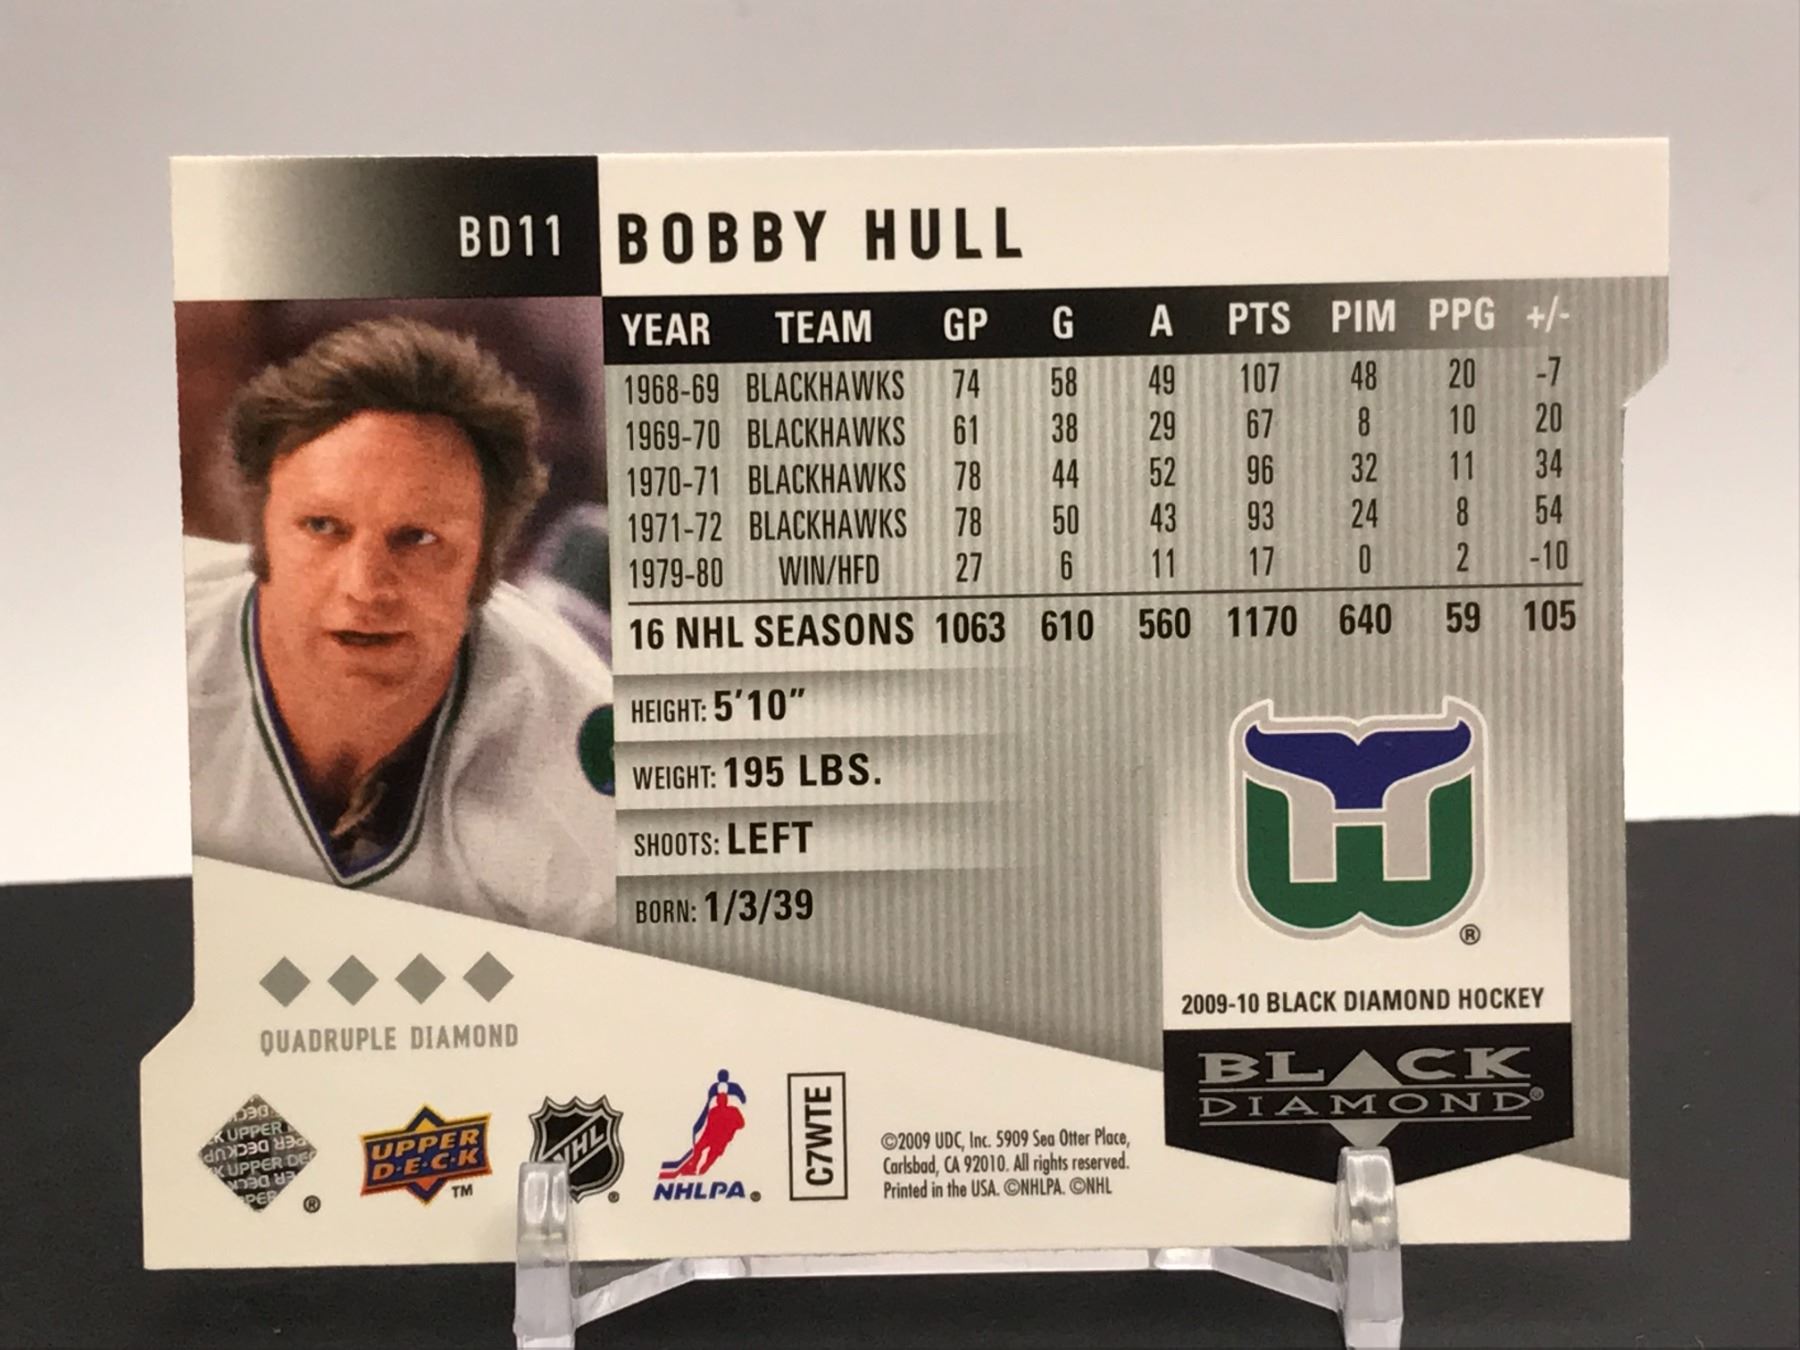 BD11 BOBBY HULL
YEAR TEAM GP G A PTS PIM PPG +/-
1968-69 BLACKHAWKS 74 58 49 107 48 20 -7
1969-70 BLACKHAWKS 61 38 29 67 8 10 20
1970-71 BLACKHAWKS 78 44 52 96 32 11 34
1971-72 BLACKHAWKS 78 50 43 93 24 8 54
1979-80 WIN/HFD 27 6 11 17 0 2 -10
16 NHL SEASONS 1063 610 560 1170 640 59 105
HEIGHT: 5'10"
WEIGHT: 195 LBS.
SHOOTS: LEFT
BORN: 1/3/39
®
2009-10 BLACK DIAMOND HOCKEY
BLACK
DIAMOND®
QUADRUPLE DIAMOND
UPPER
DECK
UPPER DE
®
UPPER
D·E·C·K
TM
NHL
®
NHLPA®
C7WTE
©2009 UDC, Inc. 5909 Sea Otter Place,
Carlsbad, CA 92010. All rights reserved.
Printed in the USA. ©NHLPA. ©NHL